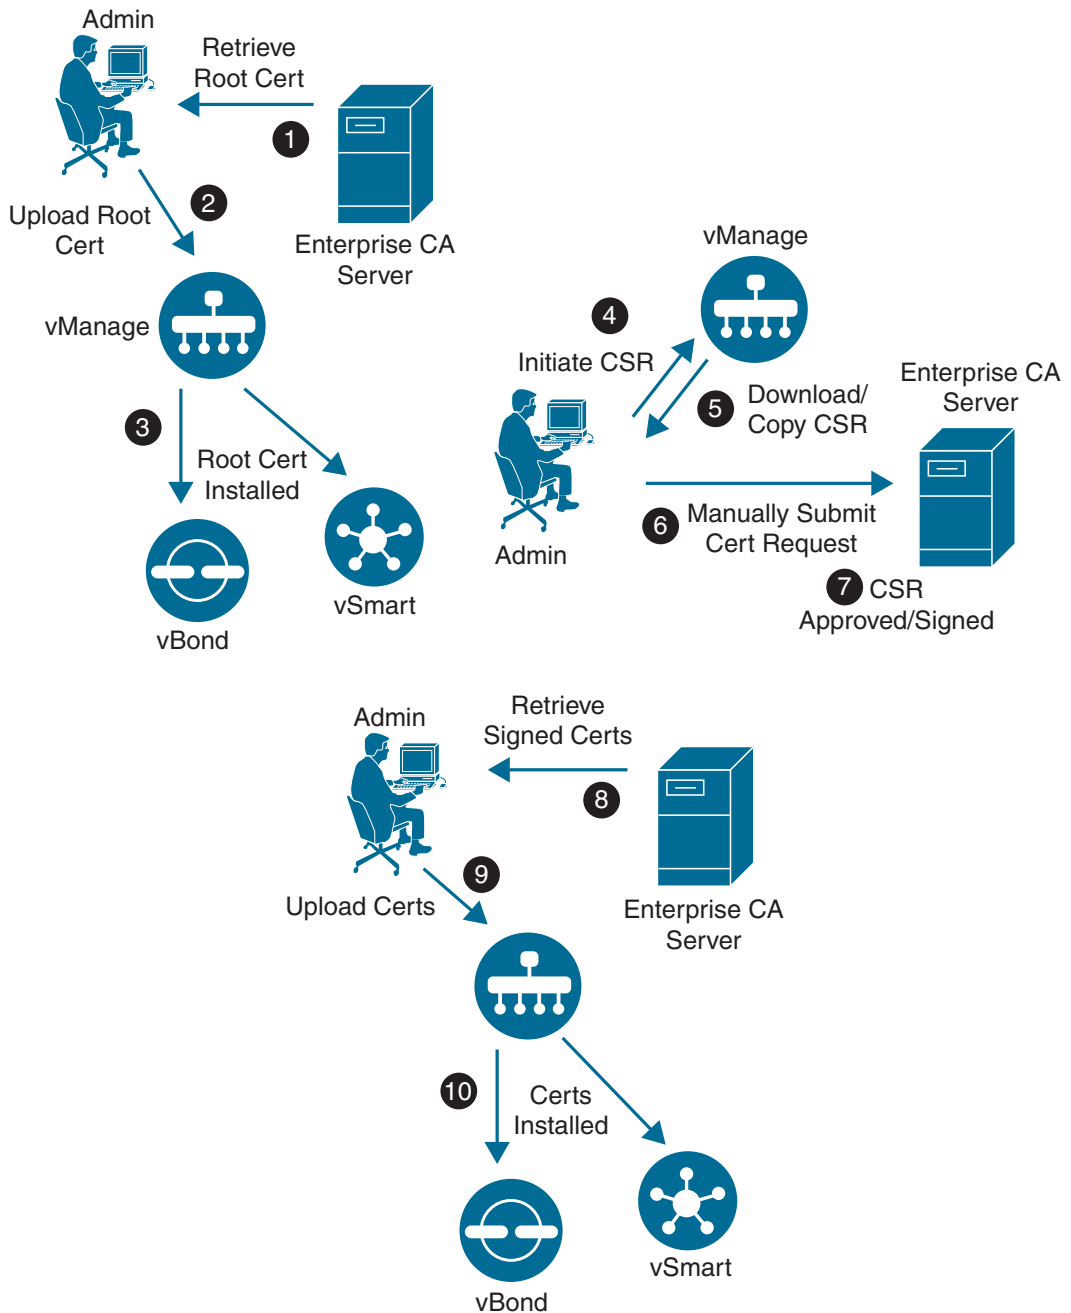 Admin
Retrieve
Root Cert
1
2
Upload Root
Cert
Enterprise CA
Server
vManage
3
Root Cert
Installed
vBond
vSmart
vManage
4
Initiate CSR
5
Download/
Copy CSR
Enterprise CA
Server
Admin
6
Manually Submit
Cert Request
7
CSR
Approved/Signed
Admin
Retrieve
Signed Certs
8
9
Upload Certs
Enterprise CA
Server
10
Certs
Installed
vBond
vSmart